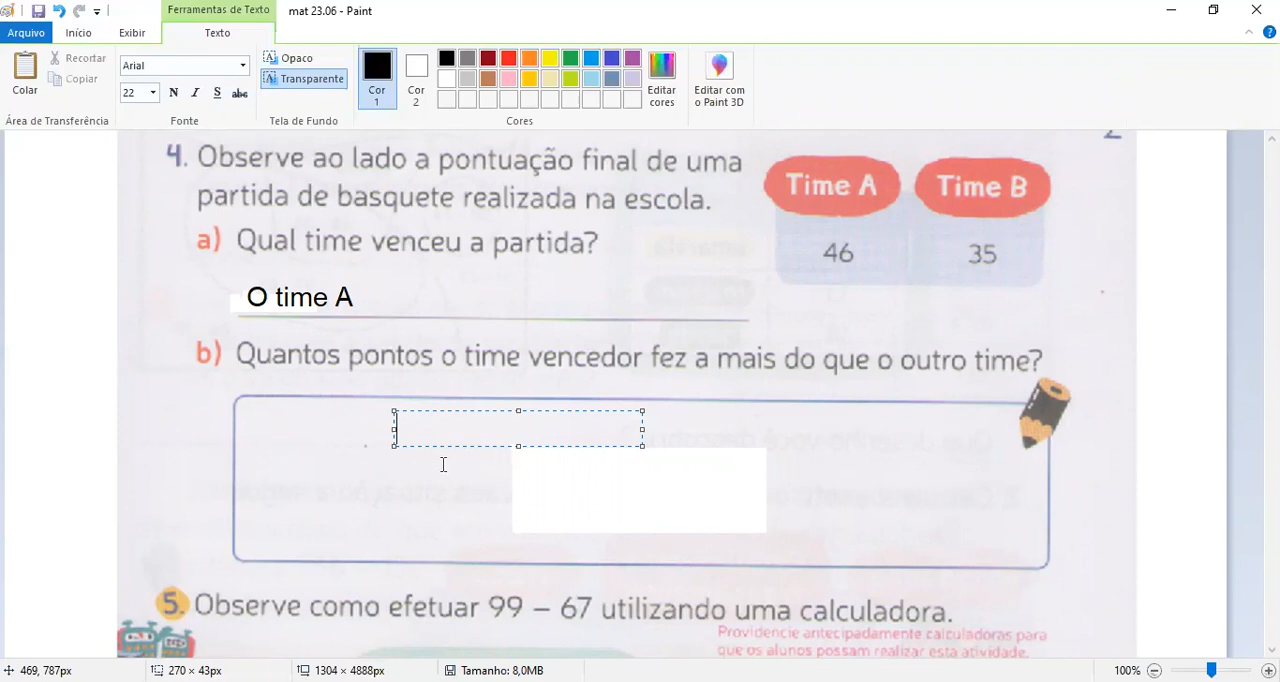 Ferramentas de Texto
mat 23.06 - Paint
Arquivo
Início
Exibir
Texto
Colar
Recortar
Copiar
Área de Transferência
Arial
22
N I S abc
Fonte
Opaco
Transparente
Tela de Fundo
Cor
1
Cor
2
Editar
cores
Cores
Editar com
o Paint 3D
4. Observe ao lado a pontuação final de uma
partida de basquete realizada na escola.
Time A Time B
46 35
a) Qual time venceu a partida?
O time A
b) Quantos pontos o time vencedor fez a mais do que o outro time?
5. Observe como efetuar 99 – 67 utilizando uma calculadora.
Providencie antecipadamente calculadoras para
que os alunos possam realizar esta atividade.
469, 787px
270 × 43px
1304 × 4888px
Tamanho: 8,0MB
100%